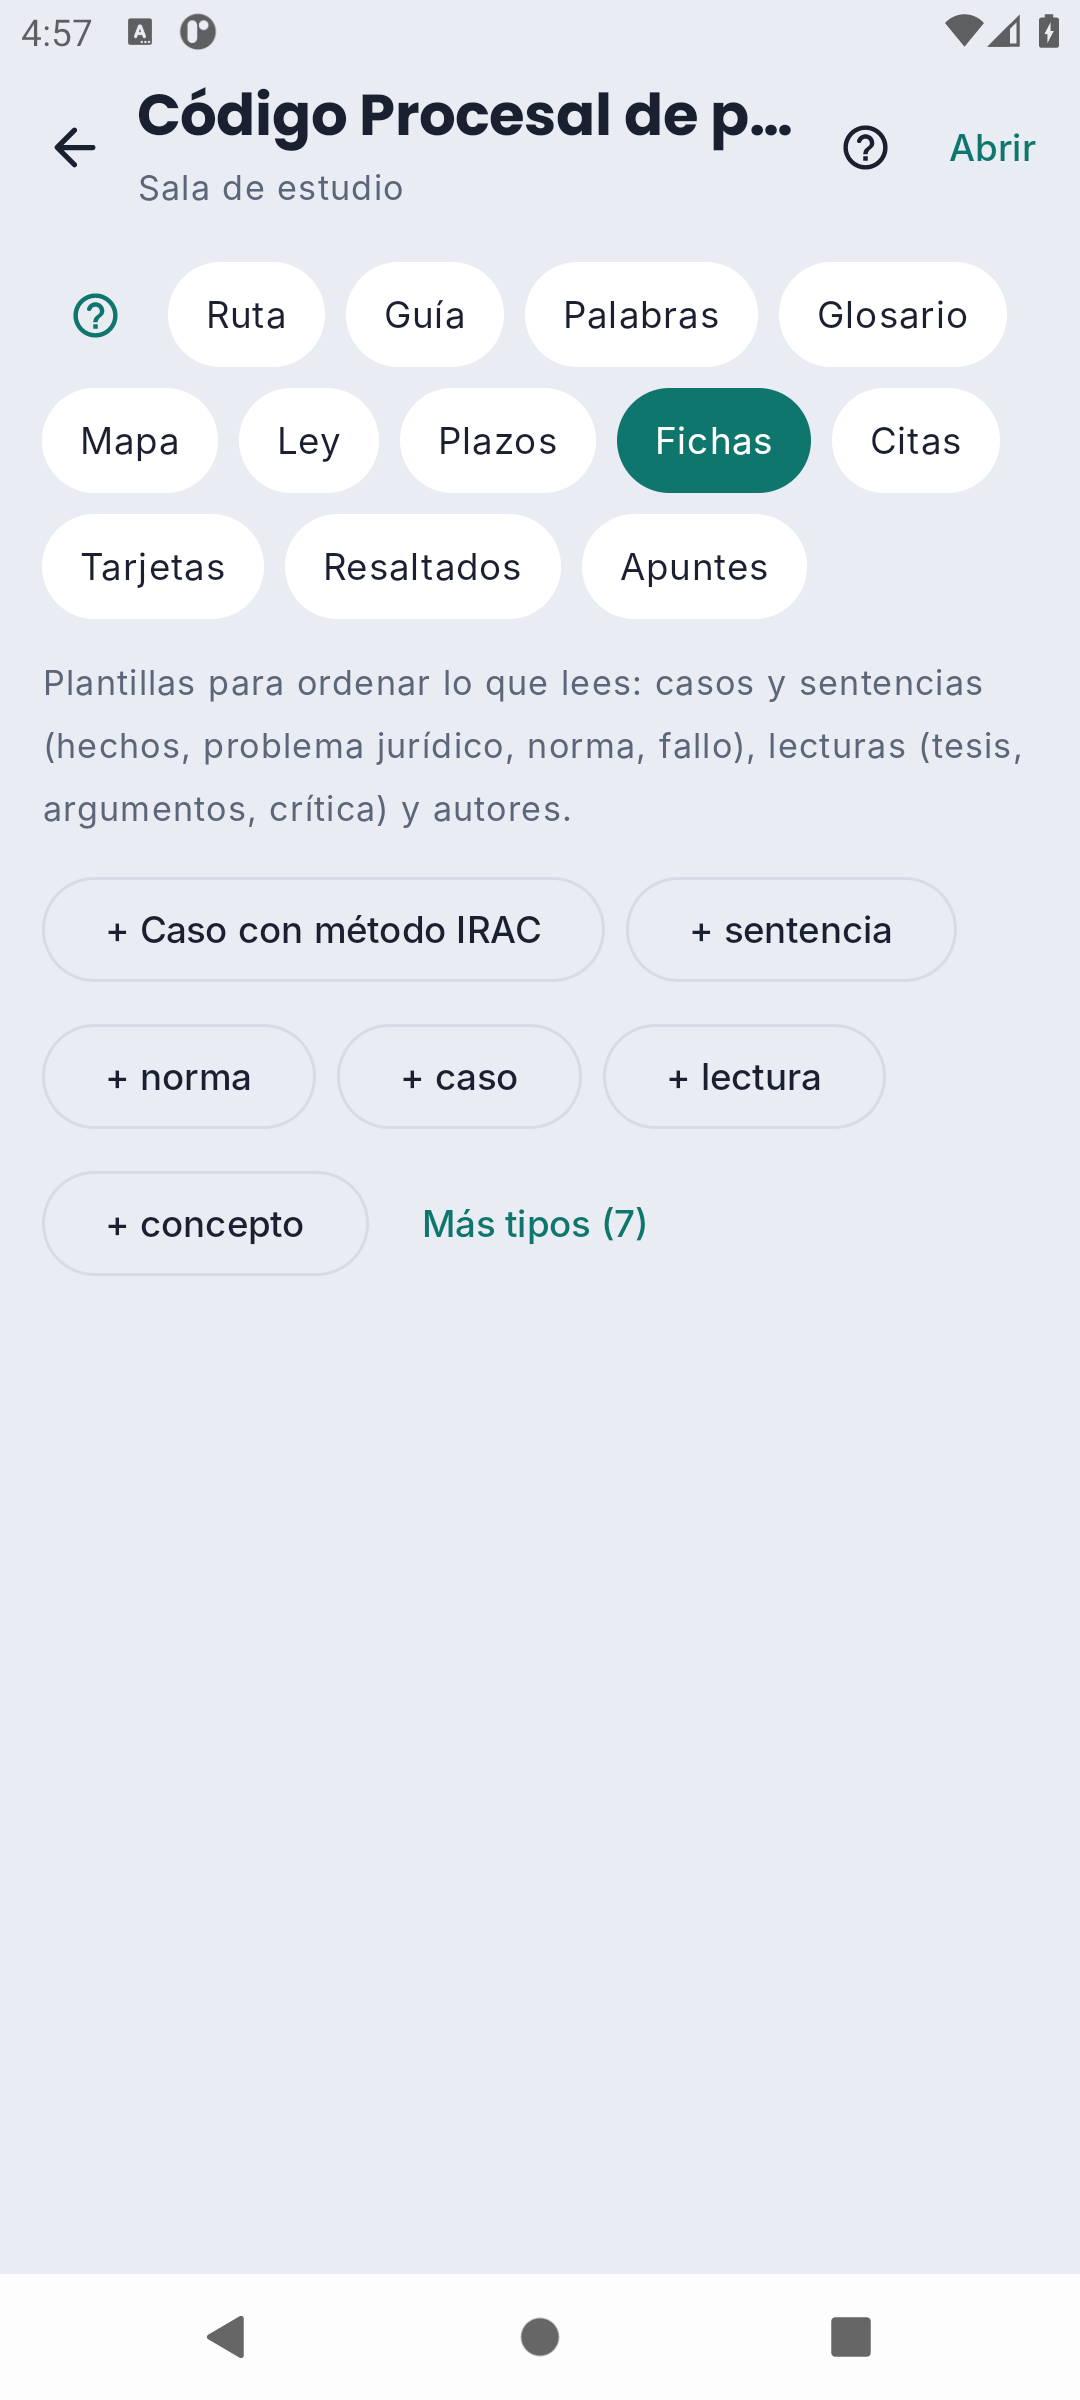 4:57
Código Procesal de p...
Sala de estudio
Abrir
Ruta
Guía
Palabras
Glosario
Mapa
Ley
Plazos
Fichas
Citas
Tarjetas
Resaltados
Apuntes
Plantillas para ordenar lo que lees: casos y sentencias
(hechos, problema jurídico, norma, fallo), lecturas (tesis,
argumentos, crítica) y autores.
+ Caso con método IRAC
+ sentencia
+ norma
+ caso
+ lectura
+ concepto
Más tipos (7)